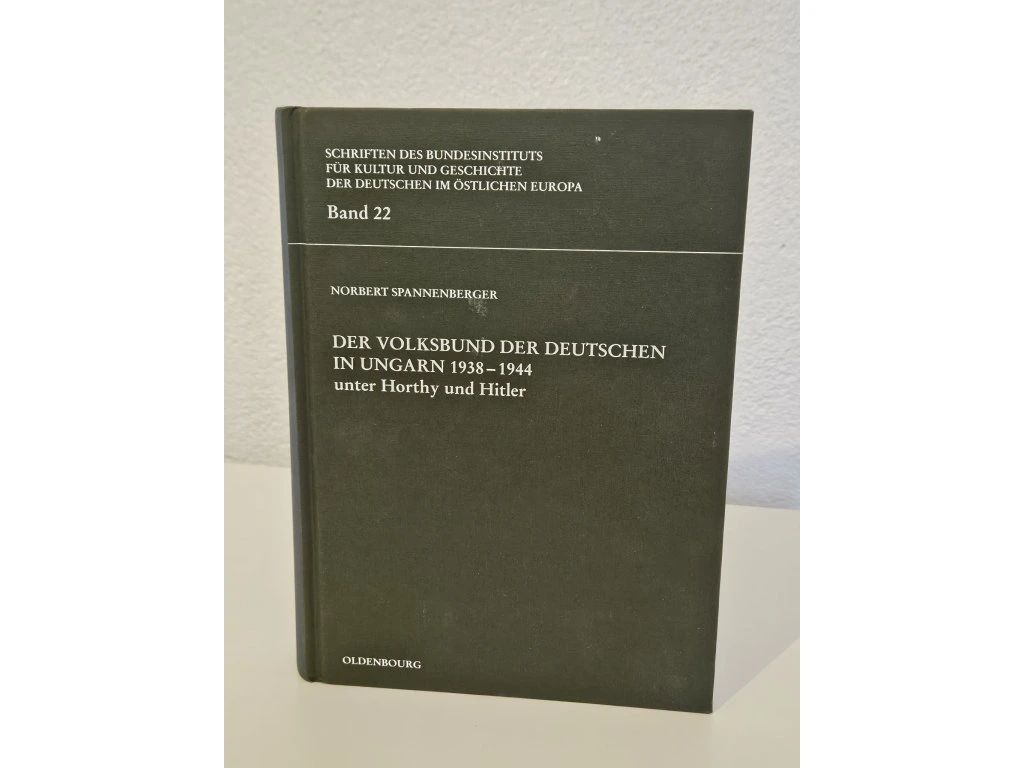 SCHRIFTEN DES BUNDESINSTITUTS
FÜR KULTUR UND GESCHICHTE
DER DEUTSCHEN IM ÖSTLICHEN EUROPA
Band 22
NORBERT SPANNENBERGER
DER VOLKSBUND DER DEUTSCHEN
IN UNGARN 1938–1944
unter Horthy und Hitler
OLDENBOURG